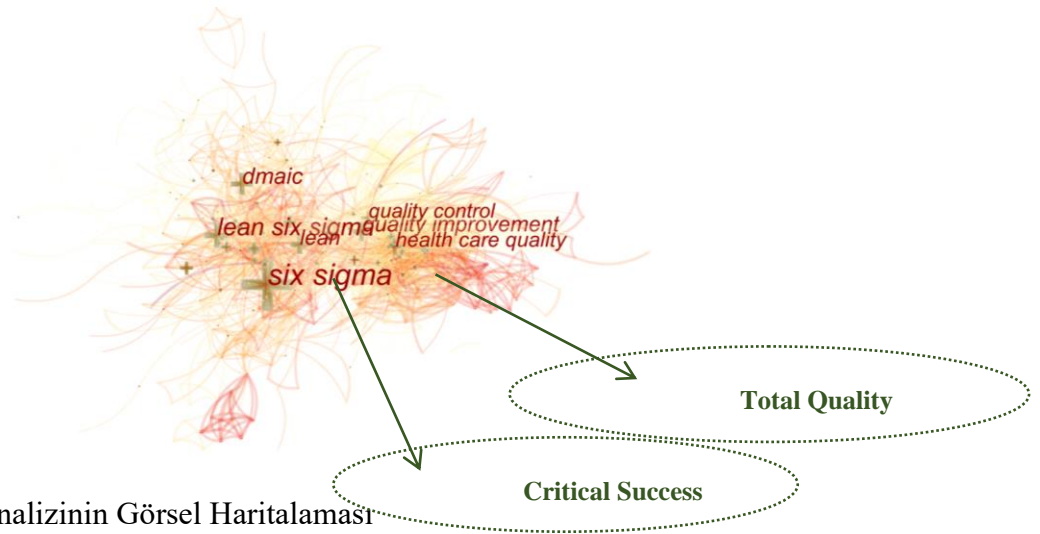 dmaic
quality control
lean six sigma
quality improvement
lean
health care quality
six sigma
Total Quality
Critical Success
nalizinin Görsel Haritalaması